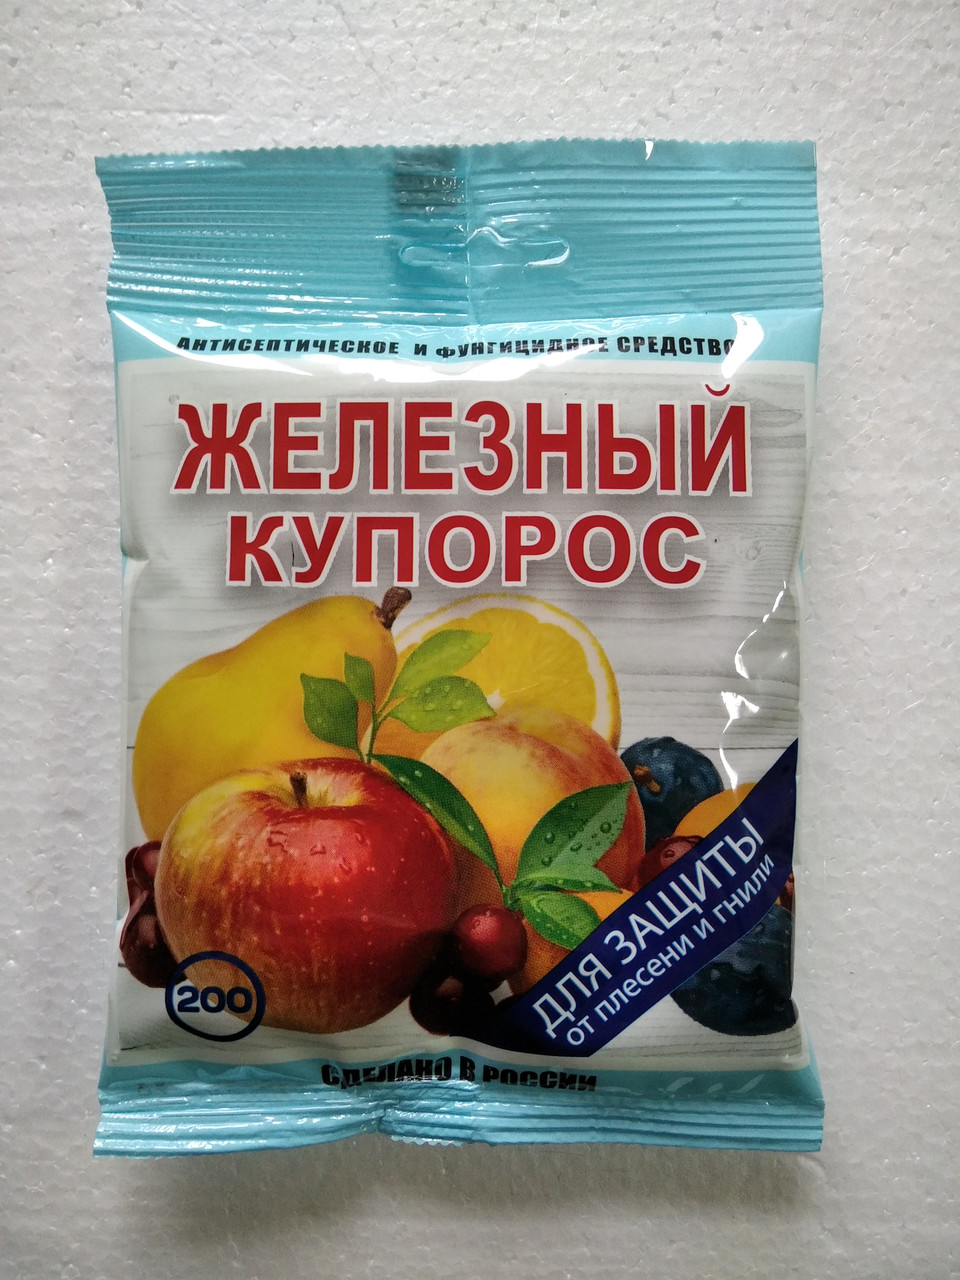 АНТИСЕПТИЧЕСКОЕ И ФУНГИЦИДНОЕ СРЕДСТВО
ЖЕЛЕЗНЫЙ
КУПОРОС
ДЛЯ ЗАЩИТЫ
от плесени и гнили
200
СДЕЛАНО В РОССИИ